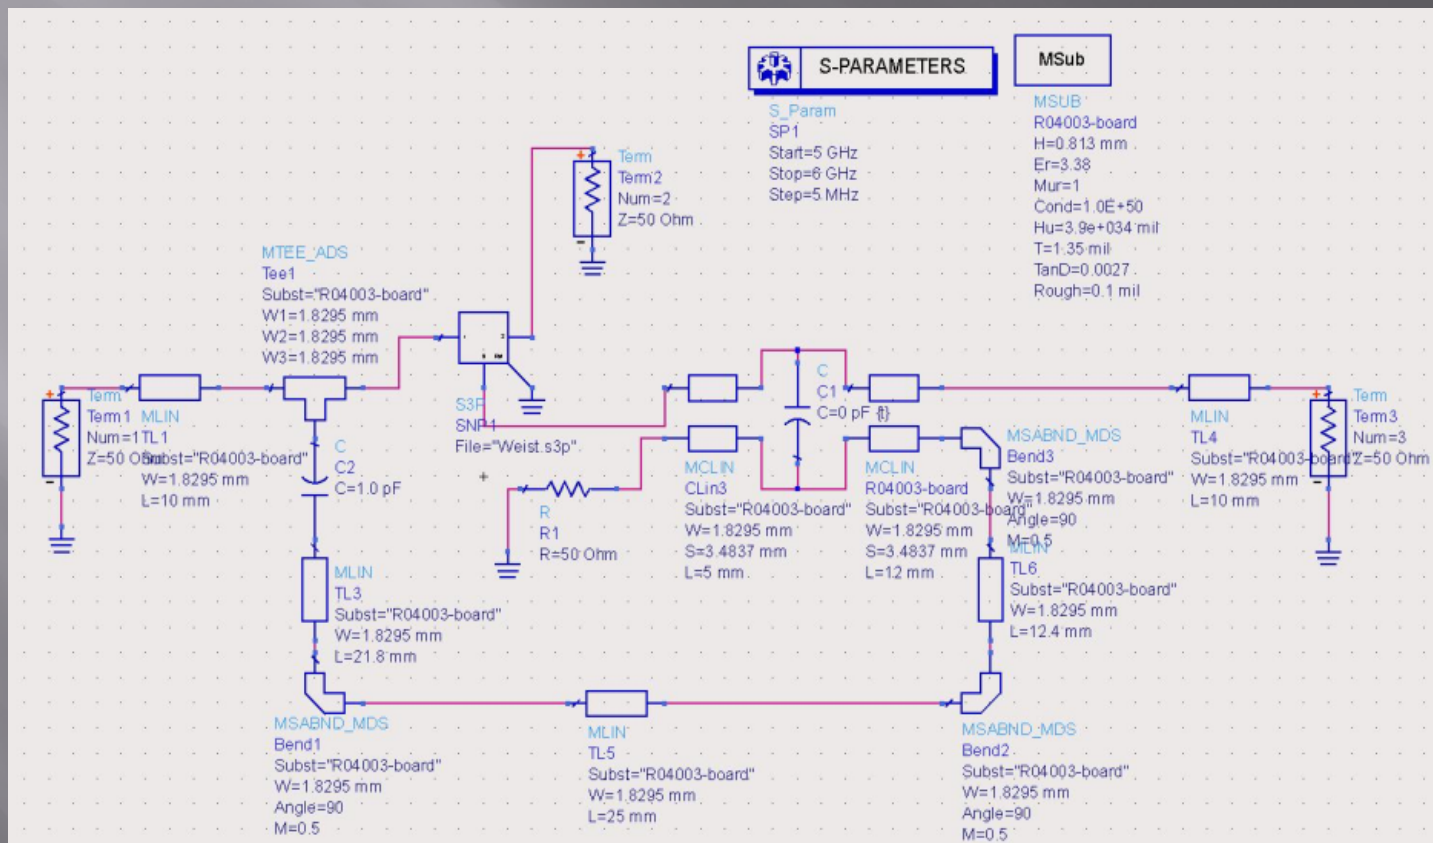 S-PARAMETERS
S_Param
SP1
Start=5 GHz
Stop=6 GHz
Step=5 MHz
MSub
MSUB
R04003-board
H=0.813 mm
Er=3.38
Mur=1
Cond=1.0E+50
Hu=3.9e+034 mil
T=1.35 mil
TanD=0.0027
Rough=0.1 mil
Term
Term2
Num=2
Z=50 Ohm
MTEE_ADS
Tee1
Subst="R04003-board"
W1=1.8295 mm
W2=1.8295 mm
W3=1.8295 mm
Term
Term1
Num=1
Z=50 Ohm
MLIN
TL1
Subst="R04003-board"
W=1.8295 mm
L=10 mm
C
C2
C=1.0 pF
S3P
SNP1
File="Weist.s3p"
R
R1
R=50 Ohm
C
C1
C=0 pF {t}
MCLIN
CLin3
Subst="R04003-board"
W=1.8295 mm
S=3.4837 mm
L=5 mm
MCLIN
R04003-board
Subst="R04003-board"
W=1.8295 mm
S=3.4837 mm
L=12 mm
MSABND_MDS
Bend3
Subst="R04003-board"
W=1.8295 mm
Angle=90
M=0.5
MLIN
TL4
Subst="R04003-board"
W=1.8295 mm
L=10 mm
Term
Term3
Num=3
Z=50 Ohm
MLIN
TL3
Subst="R04003-board"
W=1.8295 mm
L=21.8 mm
MLIN
TL6
Subst="R04003-board"
W=1.8295 mm
L=12.4 mm
MSABND_MDS
Bend1
Subst="R04003-board"
W=1.8295 mm
Angle=90
M=0.5
MLIN
TL5
Subst="R04003-board"
W=1.8295 mm
L=25 mm
MSABND_MDS
Bend2
Subst="R04003-board"
W=1.8295 mm
Angle=90
M=0.5